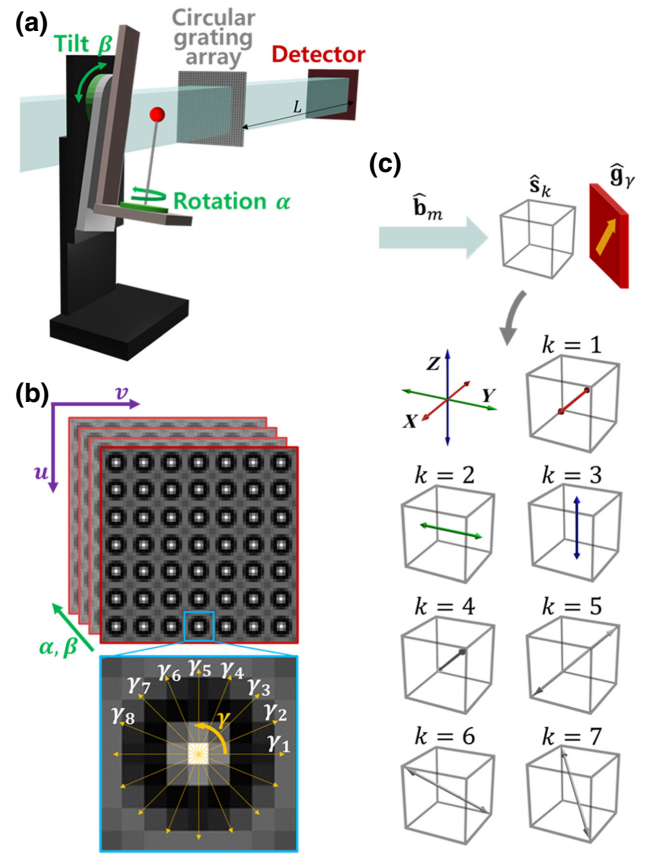 (a)
Tilt β
Circular
grating
array
Detector
L
Rotation α
(b)
v
u
α, β
γ₁
γ₂
γ₃
γ₄
γ₅
γ₆
γ₇
γ₈
γ
(c)
b̂ₘ
ŝₖ
ĝᵧ
Z
Y
X
k = 1
k = 2
k = 3
k = 4
k = 5
k = 6
k = 7